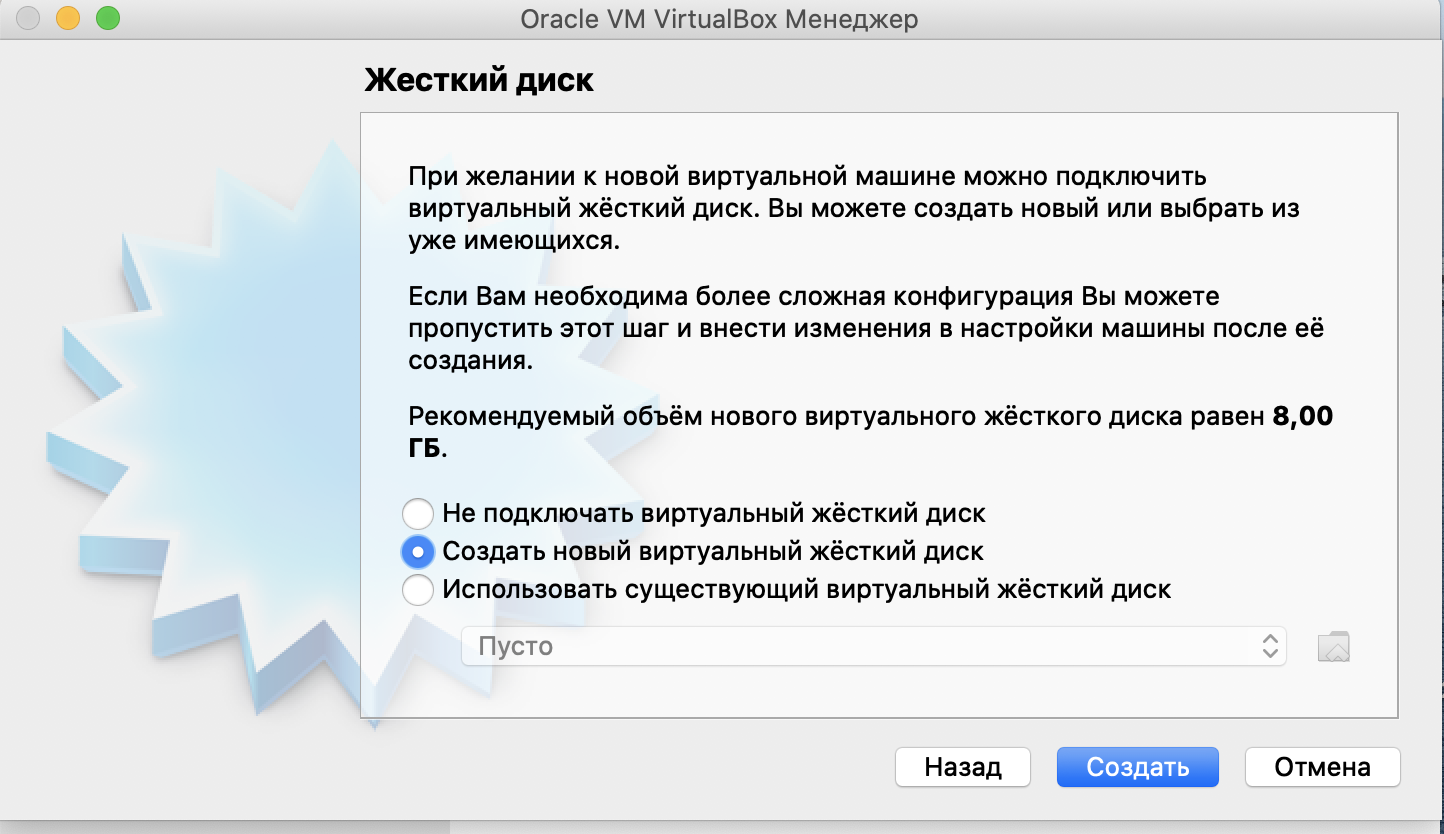 Oracle VM VirtualBox Менеджер
Жесткий диск
При желании к новой виртуальной машине можно подключить
виртуальный жёсткий диск. Вы можете создать новый или выбрать из
уже имеющихся.
Если Вам необходима более сложная конфигурация Вы можете
пропустить этот шаг и внести изменения в настройки машины после её
создания.
Рекомендуемый объём нового виртуального жёсткого диска равен 8,00
ГБ.
Не подключать виртуальный жёсткий диск
Создать новый виртуальный жёсткий диск
Использовать существующий виртуальный жёсткий диск
Пусто
Назад Создать Отмена